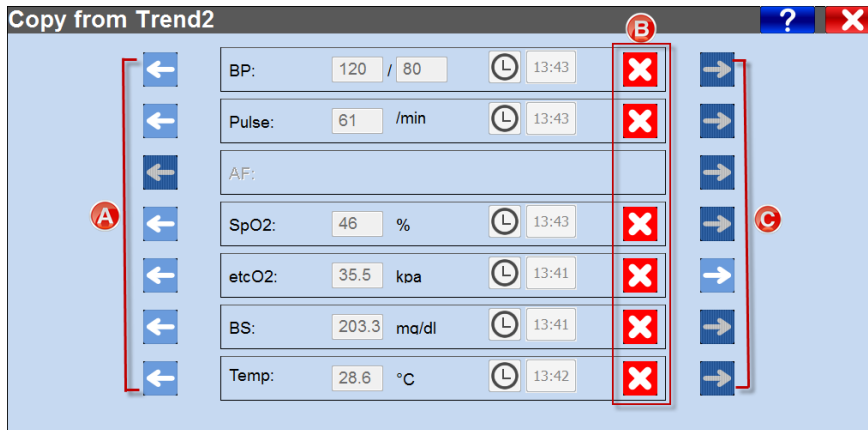 Copy from Trend2 ?
B
BP: 120 / 80 13:43
Pulse: 61 /min 13:43
AF:
A SpO2: 46 % 13:43 C
etcO2: 35.5 kpa 13:41
BS: 203.3 mg/dl 13:41
Temp: 28.6 °C 13:42